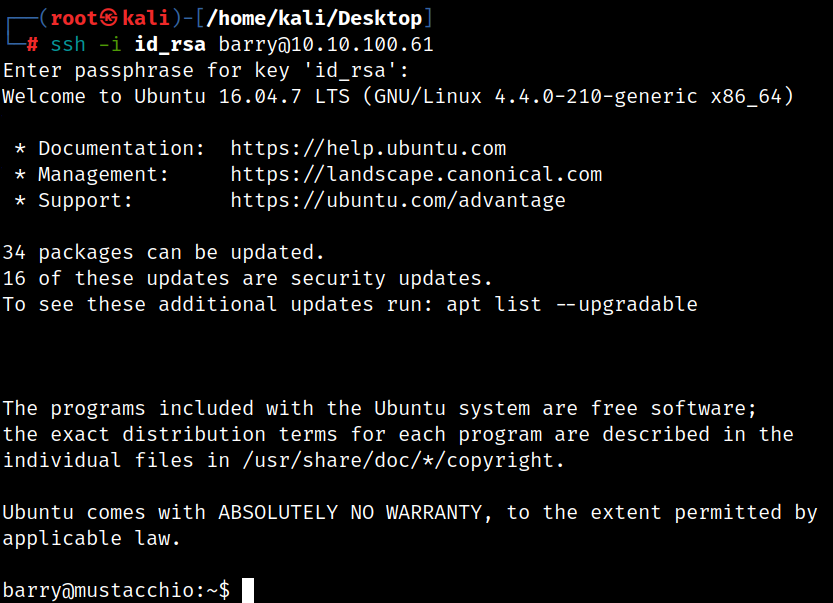 ┌──(root㉿kali)-[/home/kali/Desktop]
└─# ssh -i id_rsa barry@10.10.100.61
Enter passphrase for key 'id_rsa':
Welcome to Ubuntu 16.04.7 LTS (GNU/Linux 4.4.0-210-generic x86_64)
* Documentation:  https://help.ubuntu.com
* Management:     https://landscape.canonical.com
* Support:        https://ubuntu.com/advantage
34 packages can be updated.
16 of these updates are security updates.
To see these additional updates run: apt list --upgradable
The programs included with the Ubuntu system are free software;
the exact distribution terms for each program are described in the
individual files in /usr/share/doc/*/copyright.
Ubuntu comes with ABSOLUTELY NO WARRANTY, to the extent permitted by
applicable law.
barry@mustacchio:~$